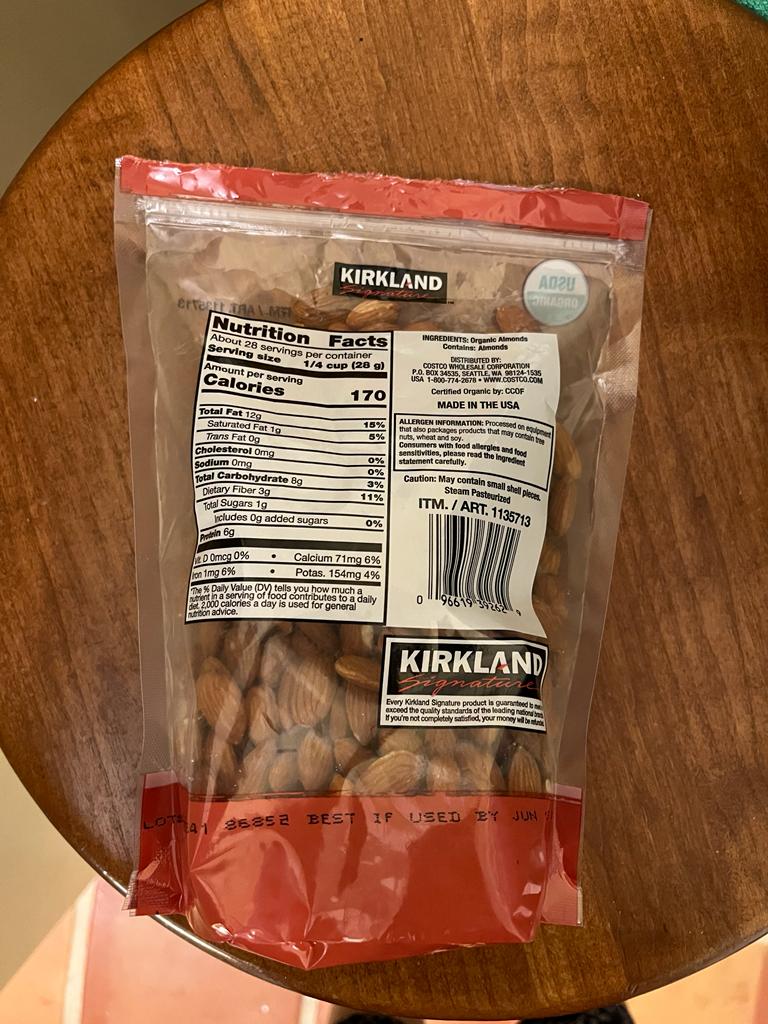 KIRKLAND
Signature
USDA
ORGANIC
ITM. / ART. 1135713
Nutrition Facts
About 28 servings per container
Serving size 1/4 cup (28 g)
Amount per serving
Calories 170
Total Fat 12g 15%
Saturated Fat 1g 5%
Trans Fat 0g
Cholesterol 0mg 0%
Sodium 0mg 0%
Total Carbohydrate 8g 3%
Dietary Fiber 3g 11%
Total Sugars 1g
Includes 0g added sugars 0%
Protein 6g
Vit. D 0mcg 0% • Calcium 71mg 6%
Iron 1mg 6% • Potas. 154mg 4%
*The % Daily Value (DV) tells you how much a
nutrient in a serving of food contributes to a daily
diet. 2,000 calories a day is used for general
nutrition advice.
INGREDIENTS: Organic Almonds
Contains: Almonds
DISTRIBUTED BY:
COSTCO WHOLESALE CORPORATION
P.O. BOX 34535, SEATTLE, WA 98124-1535
USA 1-800-774-2678 • WWW.COSTCO.COM
Certified Organic by: CCOF
MADE IN THE USA
ALLERGEN INFORMATION: Processed on equipment
that also packages products that may contain tree
nuts, wheat and soy.
Consumers with food allergies and food
sensitivities, please read the ingredient
statement carefully.
Caution: May contain small shell pieces.
Steam Pasteurized
ITM. / ART. 1135713
0 96619 39262 9
KIRKLAND
Signature
Every Kirkland Signature product is guaranteed to
exceed the quality standards of the leading national
If you're not completely satisfied, your money will be
BEST IF USED BY JUN